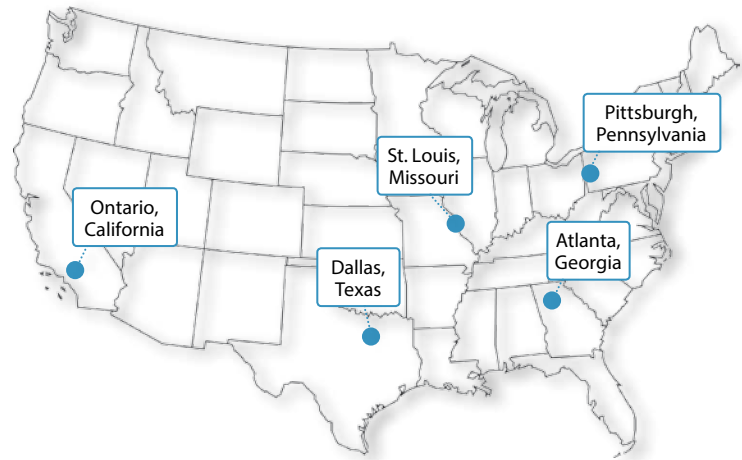 Pittsburgh,
Pennsylvania
St. Louis,
Missouri
Ontario,
California
Atlanta,
Georgia
Dallas,
Texas